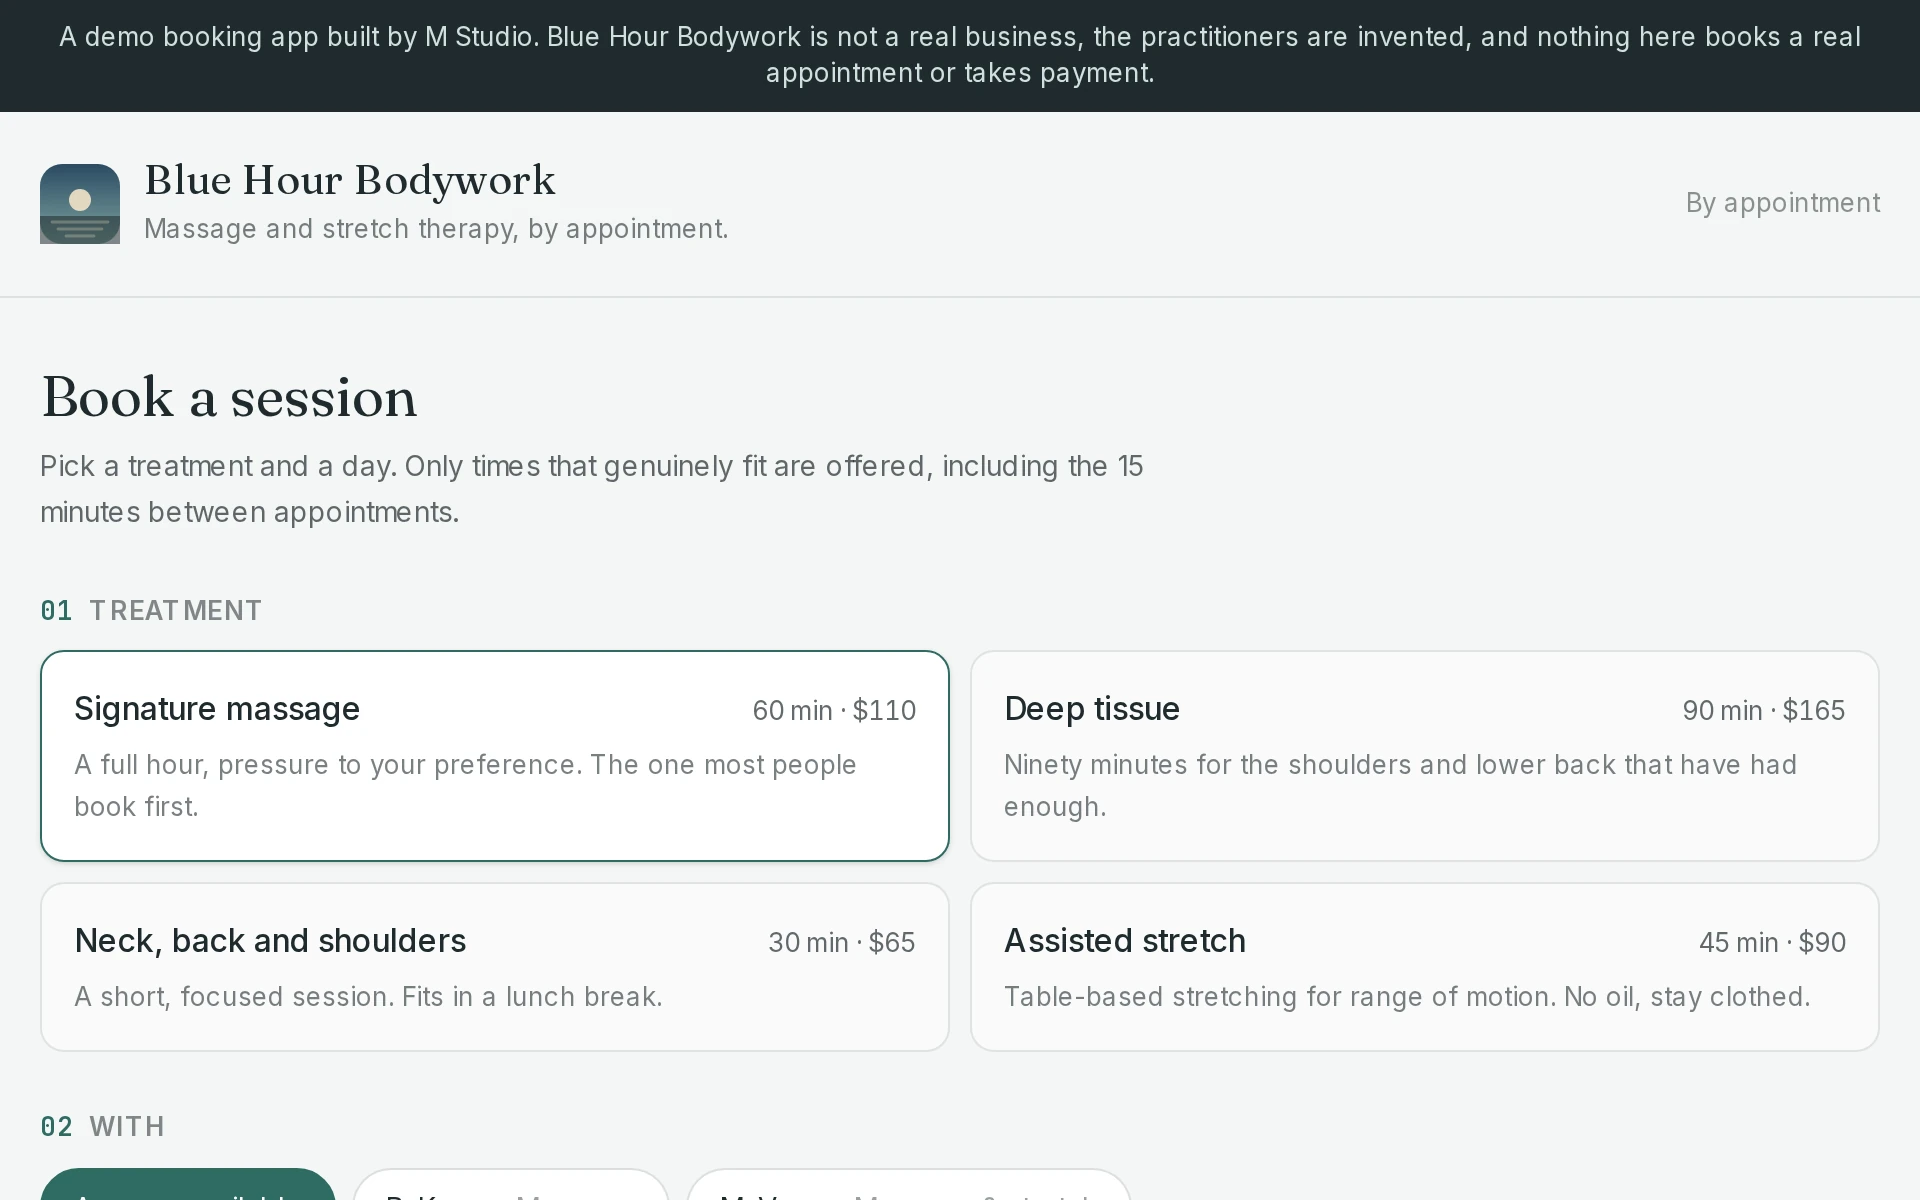 A demo booking app built by M Studio. Blue Hour Bodywork is not a real business, the practitioners are invented, and nothing here books a real
appointment or takes payment.
Blue Hour Bodywork
Massage and stretch therapy, by appointment.
By appointment
Book a session
Pick a treatment and a day. Only times that genuinely fit are offered, including the 15
minutes between appointments.
01 TREATMENT
Signature massage
60 min · $110
A full hour, pressure to your preference. The one most people
book first.
Deep tissue
90 min · $165
Ninety minutes for the shoulders and lower back that have had
enough.
Neck, back and shoulders
30 min · $65
A short, focused session. Fits in a lunch break.
Assisted stretch
45 min · $90
Table-based stretching for range of motion. No oil, stay clothed.
02 WITH